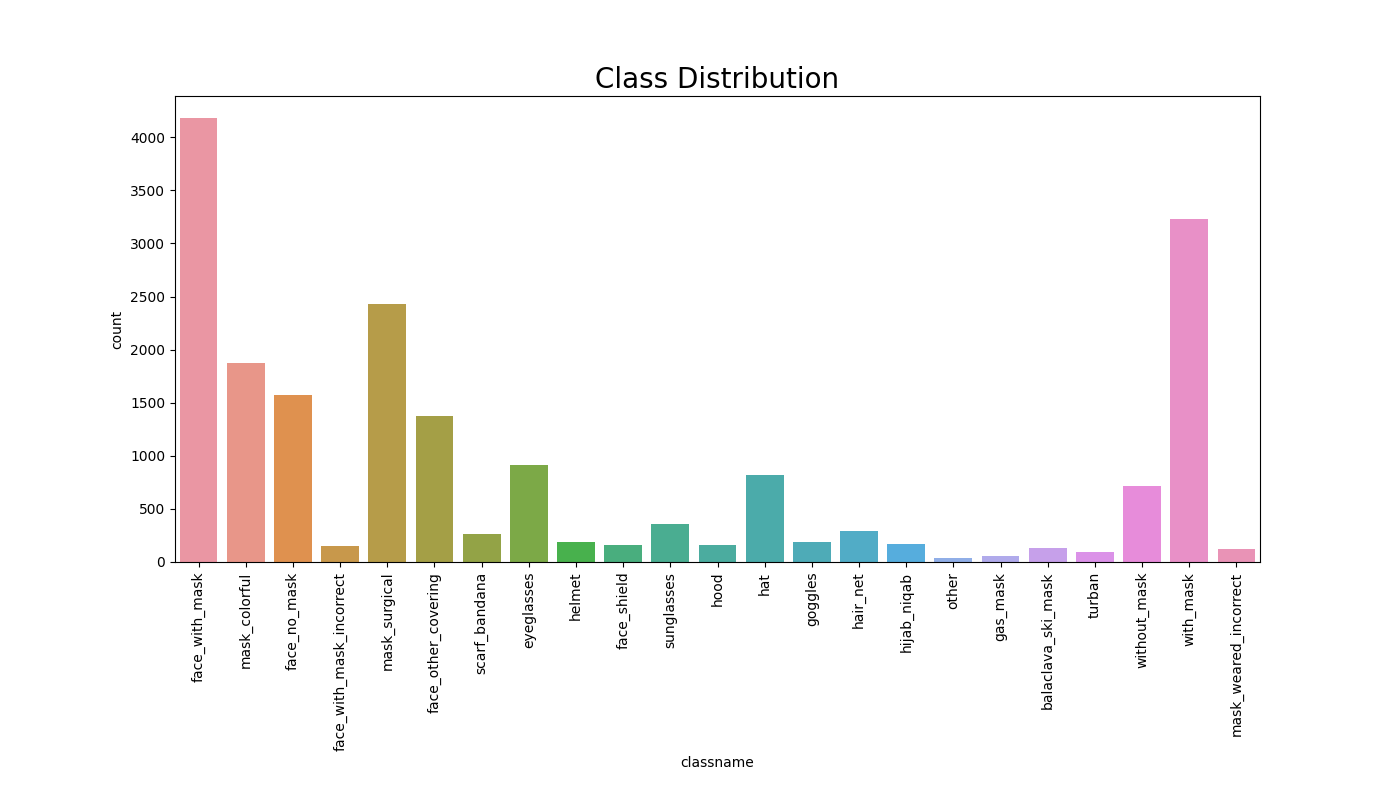 Class Distribution
4000
3500
3000
2500
2000
1500
1000
500
0
count
face_with_mask
mask_colorful
face_no_mask
face_with_mask_incorrect
mask_surgical
face_other_covering
scarf_bandana
eyeglasses
helmet
face_shield
sunglasses
hood
hat
goggles
hair_net
hijab_niqab
other
gas_mask
balaclava_ski_mask
turban
without_mask
with_mask
mask_weared_incorrect
classname